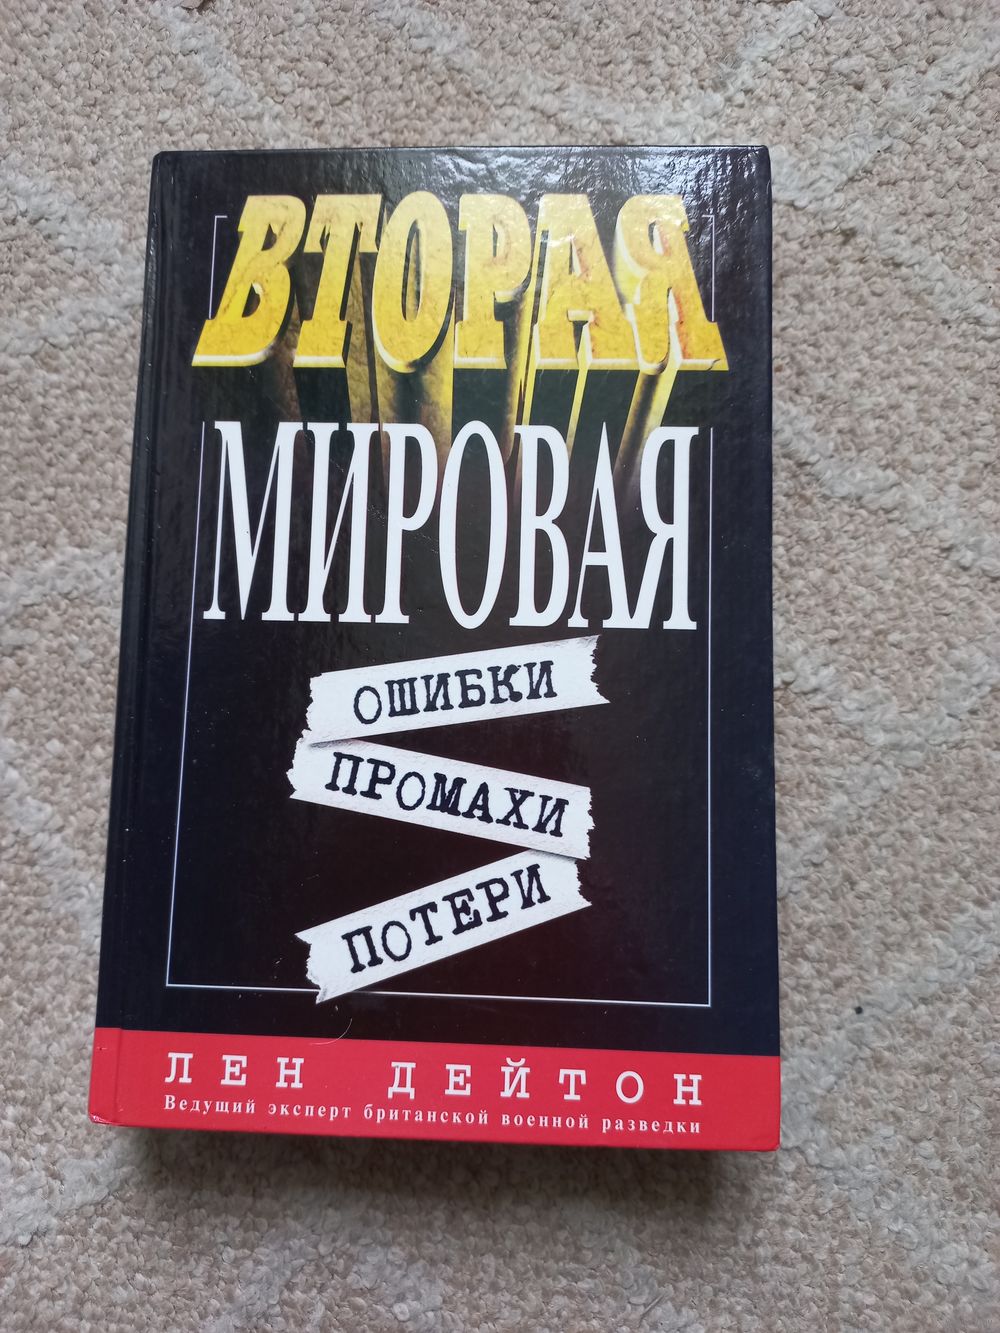 ВТОРАЯ
МИРОВАЯ
ОШИБКИ
ПРОМАХИ
ПОТЕРИ
ЛЕН ДЕЙТОН
Ведущий эксперт британской военной разведки